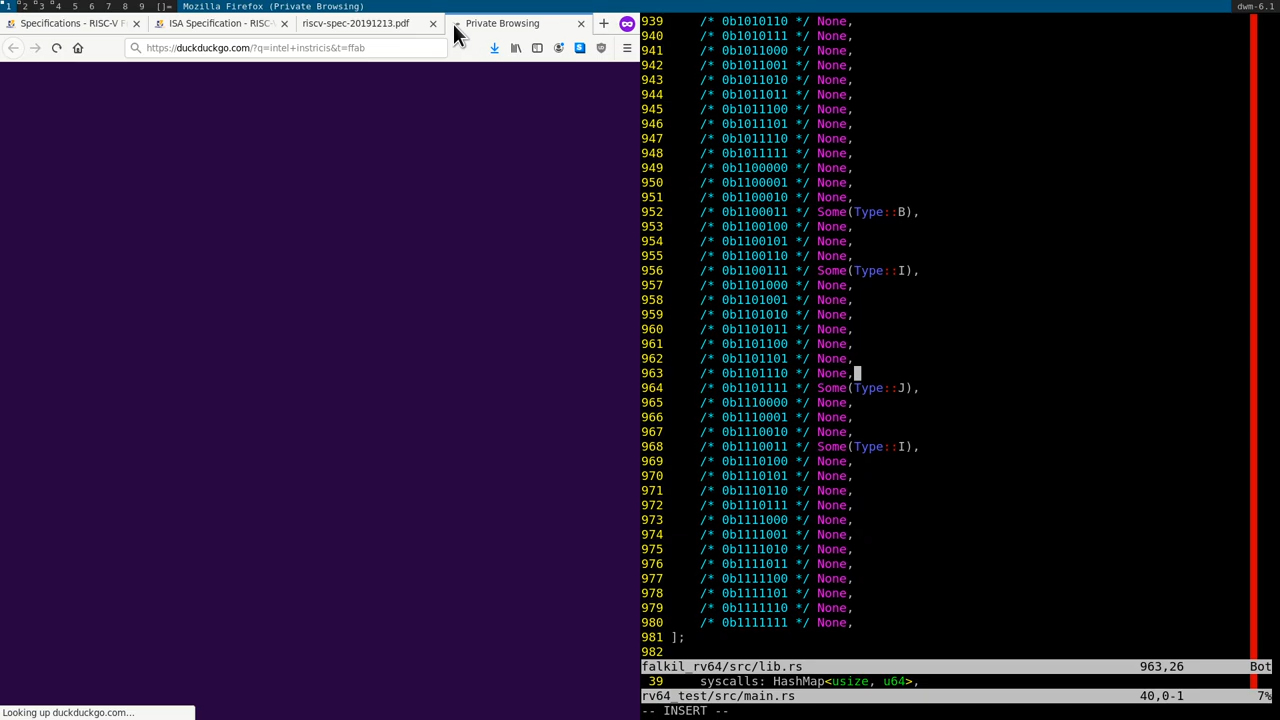 1 2 3 4 5 6 7 8 9 []= Mozilla Firefox (Private Browsing) dwm-6.1
Specifications - RISC-V F ISA Specification - RISC-V riscv-spec-20191213.pdf Private Browsing
https://duckduckgo.com/?q=intel+instricis&t=ffab
Looking up duckduckgo.com...
939 /* 0b1010110 */ None,
940 /* 0b1010111 */ None,
941 /* 0b1011000 */ None,
942 /* 0b1011001 */ None,
943 /* 0b1011010 */ None,
944 /* 0b1011011 */ None,
945 /* 0b1011100 */ None,
946 /* 0b1011101 */ None,
947 /* 0b1011110 */ None,
948 /* 0b1011111 */ None,
949 /* 0b1100000 */ None,
950 /* 0b1100001 */ None,
951 /* 0b1100010 */ None,
952 /* 0b1100011 */ Some(Type::B),
953 /* 0b1100100 */ None,
954 /* 0b1100101 */ None,
955 /* 0b1100110 */ None,
956 /* 0b1100111 */ Some(Type::I),
957 /* 0b1101000 */ None,
958 /* 0b1101001 */ None,
959 /* 0b1101010 */ None,
960 /* 0b1101011 */ None,
961 /* 0b1101100 */ None,
962 /* 0b1101101 */ None,
963 /* 0b1101110 */ None,
964 /* 0b1101111 */ Some(Type::J),
965 /* 0b1110000 */ None,
966 /* 0b1110001 */ None,
967 /* 0b1110010 */ None,
968 /* 0b1110011 */ Some(Type::I),
969 /* 0b1110100 */ None,
970 /* 0b1110101 */ None,
971 /* 0b1110110 */ None,
972 /* 0b1110111 */ None,
973 /* 0b1111000 */ None,
974 /* 0b1111001 */ None,
975 /* 0b1111010 */ None,
976 /* 0b1111011 */ None,
977 /* 0b1111100 */ None,
978 /* 0b1111101 */ None,
979 /* 0b1111110 */ None,
980 /* 0b1111111 */ None,
981 ];
982
falkil_rv64/src/lib.rs 963,26 Bot
39 syscalls: HashMap<usize, u64>,
rv64_test/src/main.rs 40,0-1 7%
-- INSERT --